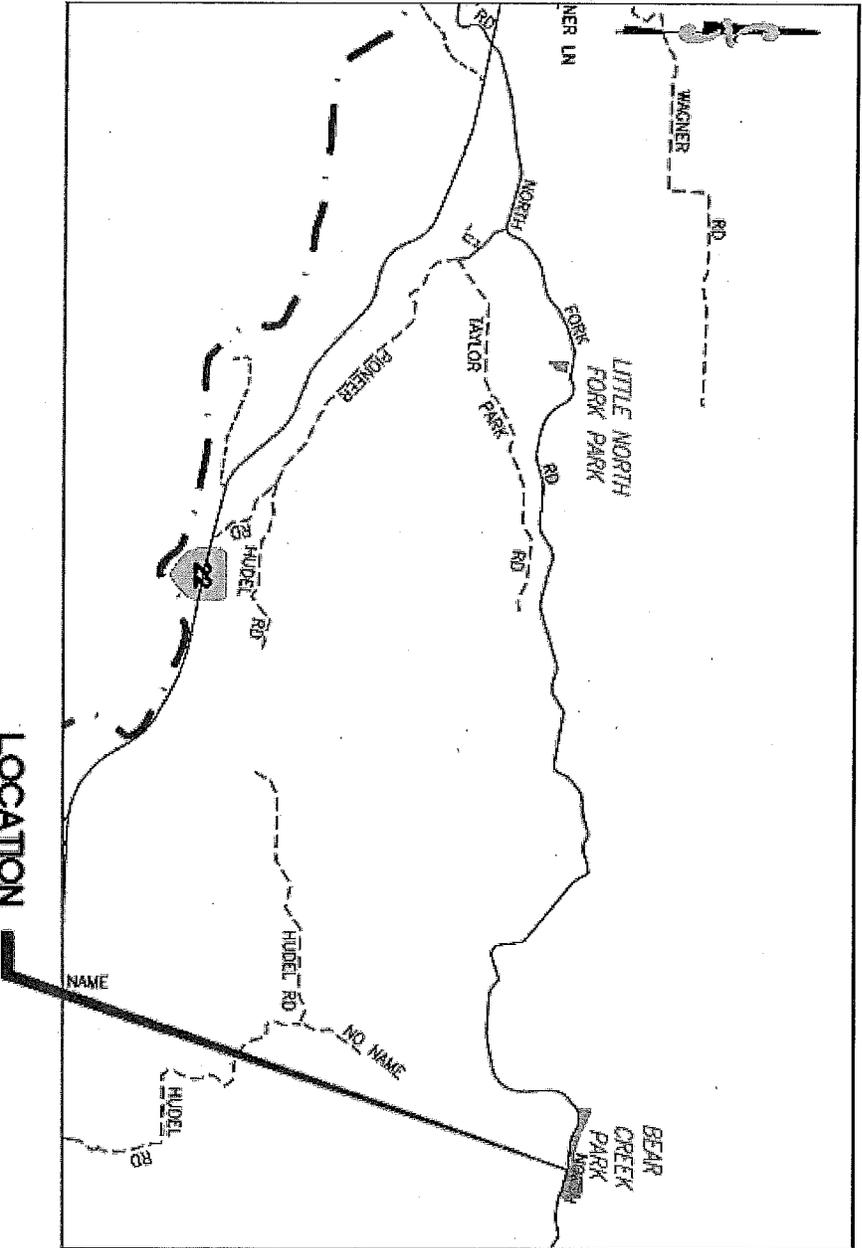 WAGNER
RD
NER LN
RD
NORTH
FORK
RD
LITTLE NORTH
FORK PARK
TAYLOR
PARK
RD
PIONEER
RD
HUDEL
RD
22
HUDEL RD
NO NAME
NAME
HUDEL
RD
BEAR
CREEK
PARK
NORTH
LOCATION